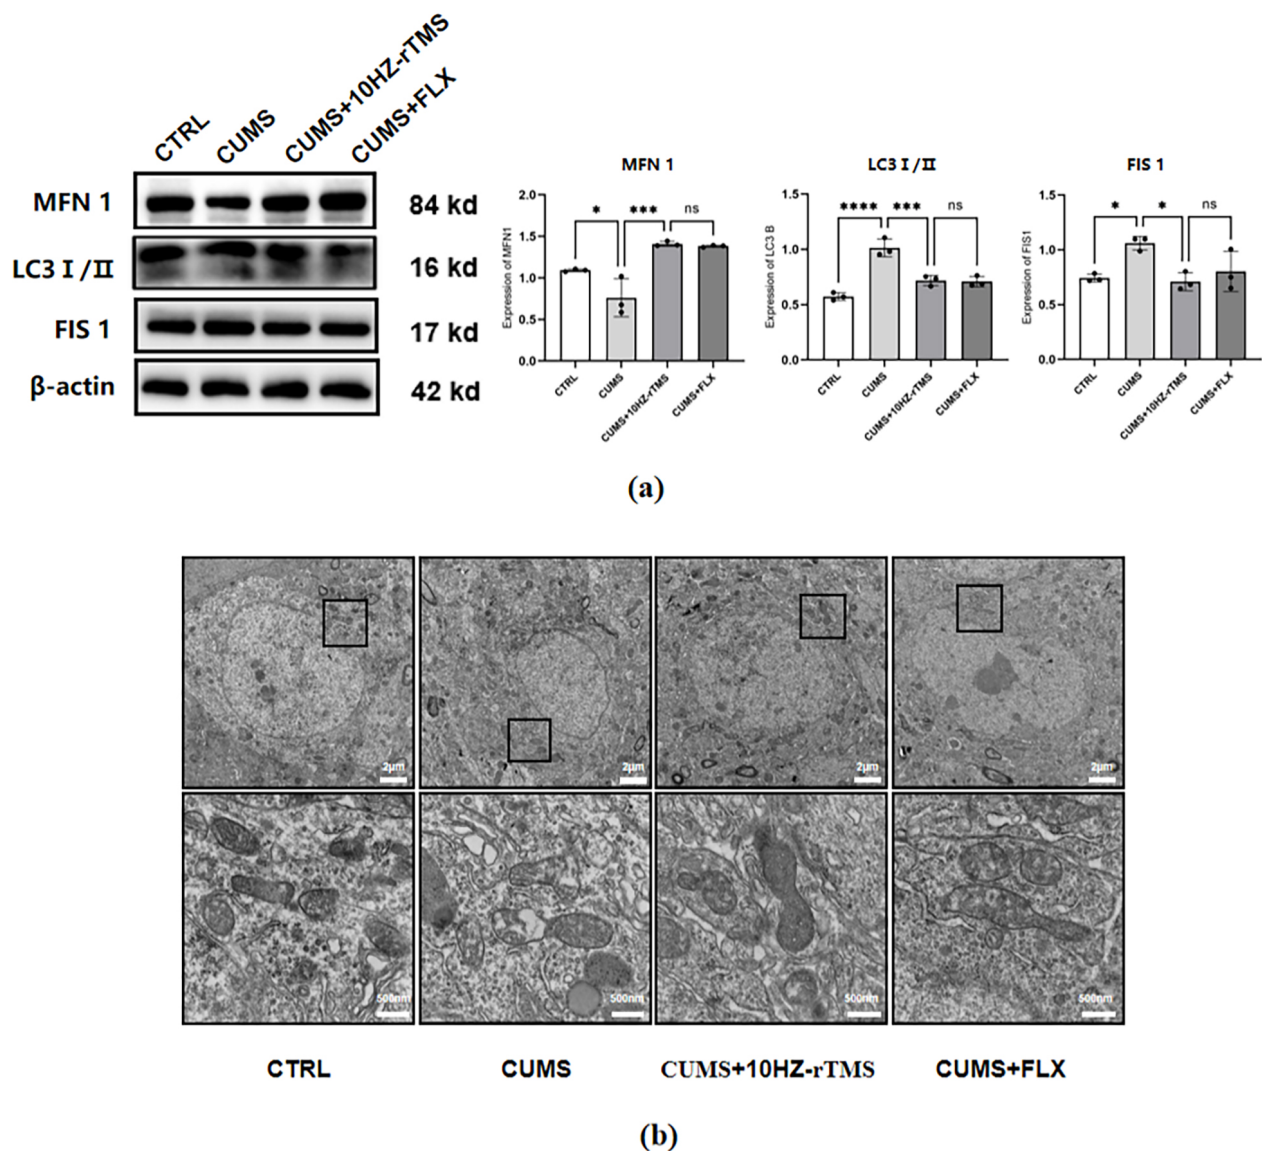 CTRL
CUMS
CUMS+10HZ-rTMS
CUMS+FLX
MFN 1
84 kd
LC3 Ⅰ/Ⅱ
16 kd
FIS 1
17 kd
β-actin
42 kd
MFN 1
Expression of MFN1
2.0
1.5
1.0
0.5
0.0
*
***
ns
CTRL
CUMS
CUMS+10HZ-rTMS
CUMS+FLX
LC3 Ⅰ/Ⅱ
Expression of LC3 B
1.5
1.0
0.5
0.0
****
***
ns
CTRL
CUMS
CUMS+10HZ-rTMS
CUMS+FLX
FIS 1
Expression of FIS1
1.5
1.0
0.5
0.0
*
*
ns
CTRL
CUMS
CUMS+10HZ-rTMS
CUMS+FLX
(a)
2μm
2μm
2μm
2μm
500nm
500nm
500nm
500nm
CTRL
CUMS
CUMS+10HZ-rTMS
CUMS+FLX
(b)